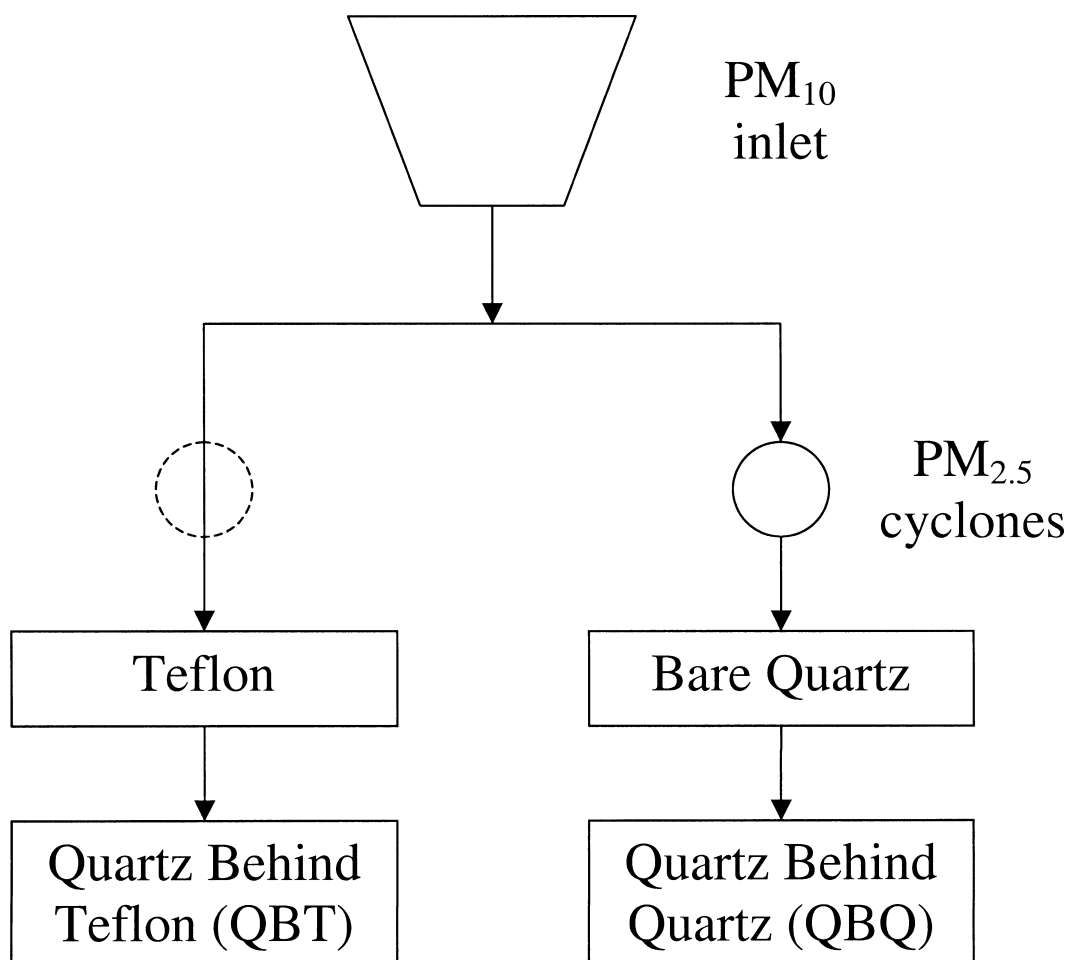 PM₁₀
inlet
PM₂.₅
cyclones
Teflon
Bare Quartz
Quartz Behind
Teflon (QBT)
Quartz Behind
Quartz (QBQ)